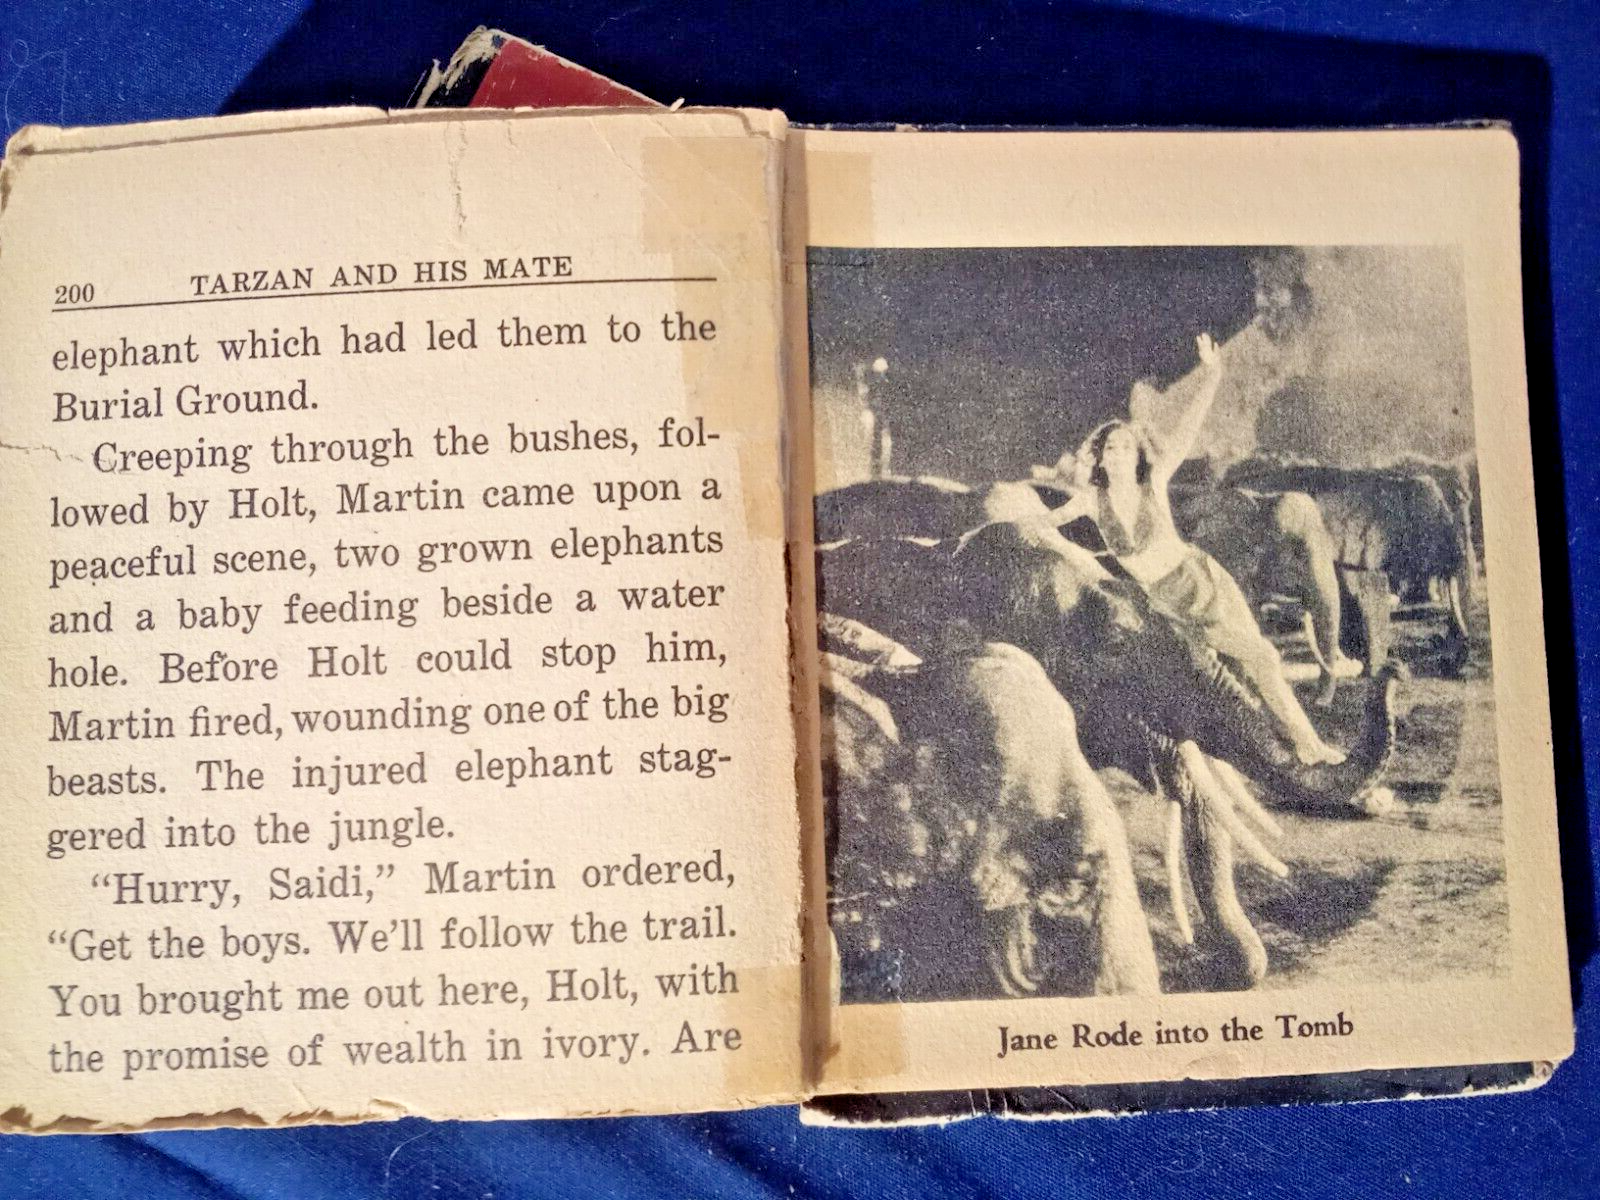 200 TARZAN AND HIS MATE
elephant which had led them to the
Burial Ground.
Creeping through the bushes, fol-
lowed by Holt, Martin came upon a
peaceful scene, two grown elephants
and a baby feeding beside a water
hole. Before Holt could stop him,
Martin fired, wounding one of the big
beasts. The injured elephant stag-
gered into the jungle.
“Hurry, Saidi,” Martin ordered,
“Get the boys. We’ll follow the trail.
You brought me out here, Holt, with
the promise of wealth in ivory. Are
Jane Rode into the Tomb